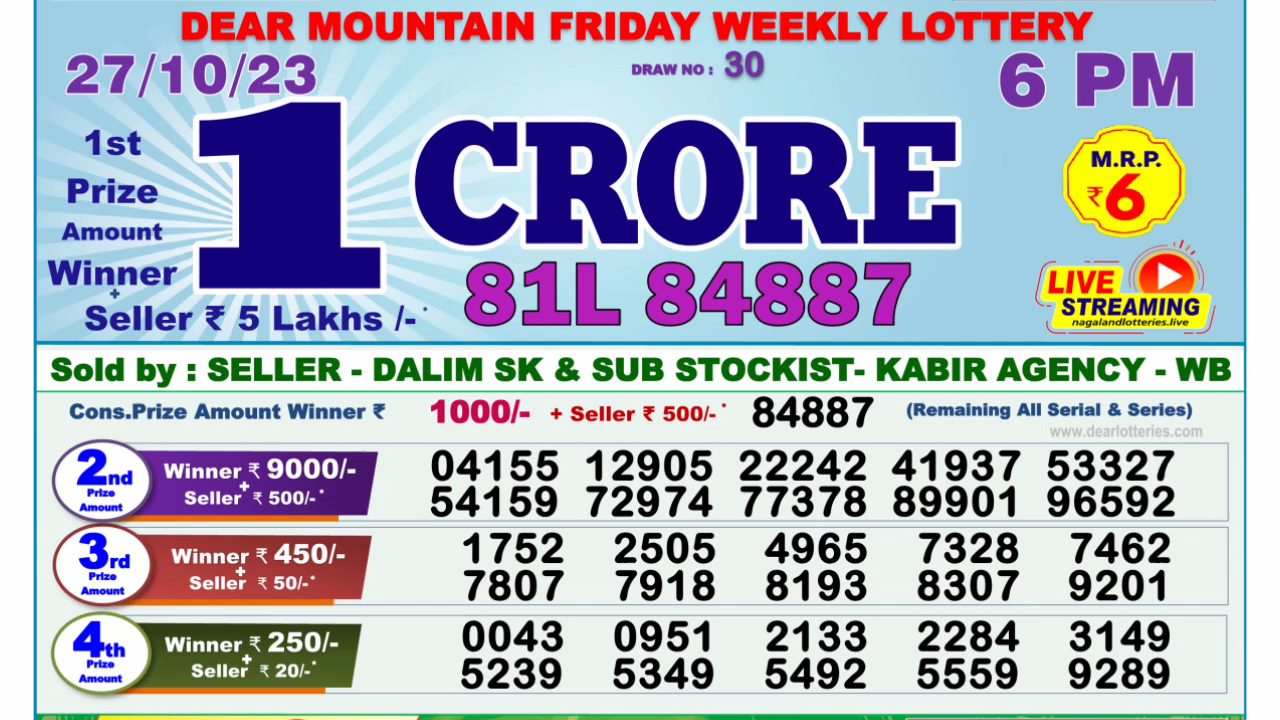 DEAR MOUNTAIN FRIDAY WEEKLY LOTTERY
27/10/23
DRAW NO : 30
6 PM
1st
Prize
Amount
Winner
+
Seller ₹ 5 Lakhs /-*
1 CRORE
81L 84887
M.R.P.
₹6
LIVE
STREAMING
nagalandlotteries.live
Sold by : SELLER - DALIM SK & SUB STOCKIST- KABIR AGENCY - WB
Cons.Prize Amount Winner ₹ 1000/- + Seller ₹ 500/-* 84887 (Remaining All Serial & Series)
www.dearlotteries.com
2nd
Prize
Amount
Winner ₹ 9000/-
+
Seller ₹ 500/-*
04155 12905 22242 41937 53327
54159 72974 77378 89901 96592
3rd
Prize
Amount
Winner ₹ 450/-
+
Seller ₹ 50/-*
1752 2505 4965 7328 7462
7807 7918 8193 8307 9201
4th
Prize
Amount
Winner ₹ 250/-
+
Seller ₹ 20/-*
0043 0951 2133 2284 3149
5239 5349 5492 5559 9289